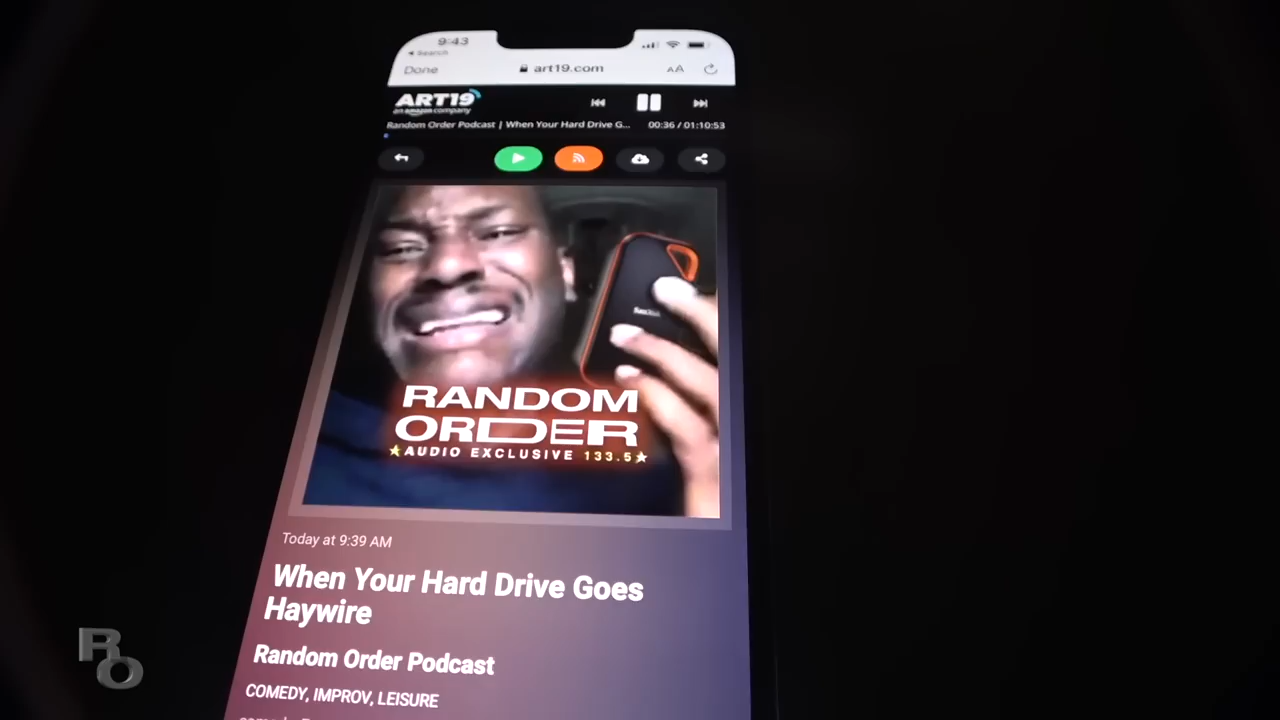 9:43
Search
Done
art19.com
AA
ART19
an amazon company
Random Order Podcast | When Your Hard Drive G...
00:36 / 01:10:53
SanDisk
RANDOM
ORDER
★AUDIO EXCLUSIVE 133.5★
Today at 9:39 AM
When Your Hard Drive Goes
Haywire
Random Order Podcast
COMEDY, IMPROV, LEISURE
RO